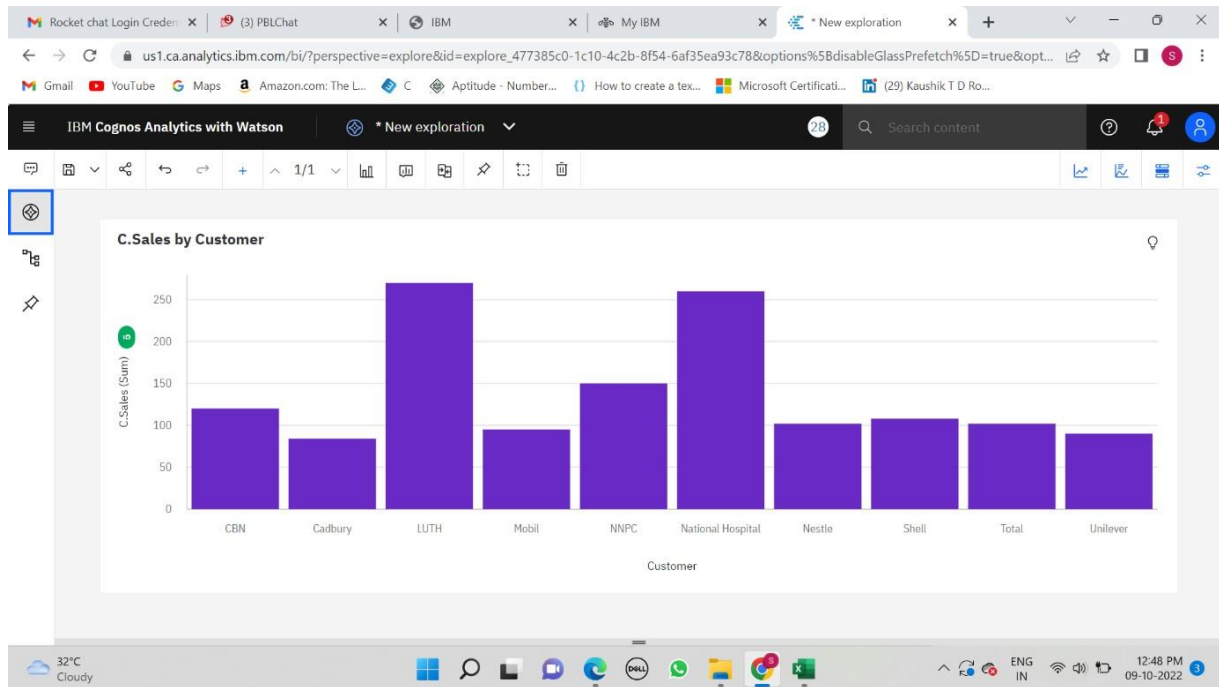 Rocket chat Login Creden
(3) PBLChat
IBM
My IBM
* New exploration
us1.ca.analytics.ibm.com/bi/?perspective=explore&id=explore_477385c0-1c10-4c2b-8f54-6af35ea93c78&options%5BdisableGlassPrefetch%5D=true&opt...
S
Gmail
YouTube
Maps
Amazon.com: The L...
C
Aptitude - Number...
How to create a tex...
Microsoft Certificati...
(29) Kaushik T D Ro...
IBM Cognos Analytics with Watson
* New exploration
28
Search content
1
1/1
C.Sales by Customer
250
200
150
100
50
0
C.Sales (Sum)
CBN
Cadbury
LUTH
Mobil
NNPC
National Hospital
Nestle
Shell
Total
Unilever
Customer
32°C
Cloudy
DELL
S
ENG
IN
12:48 PM
09-10-2022
3